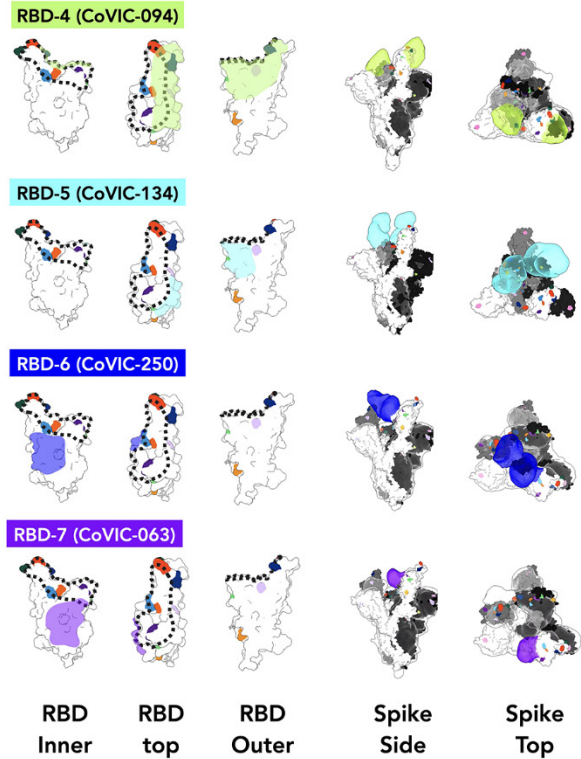 RBD-4 (CoVIC-094)
RBD-5 (CoVIC-134)
RBD-6 (CoVIC-250)
RBD-7 (CoVIC-063)
RBD Inner
RBD top
RBD Outer
Spike Side
Spike Top